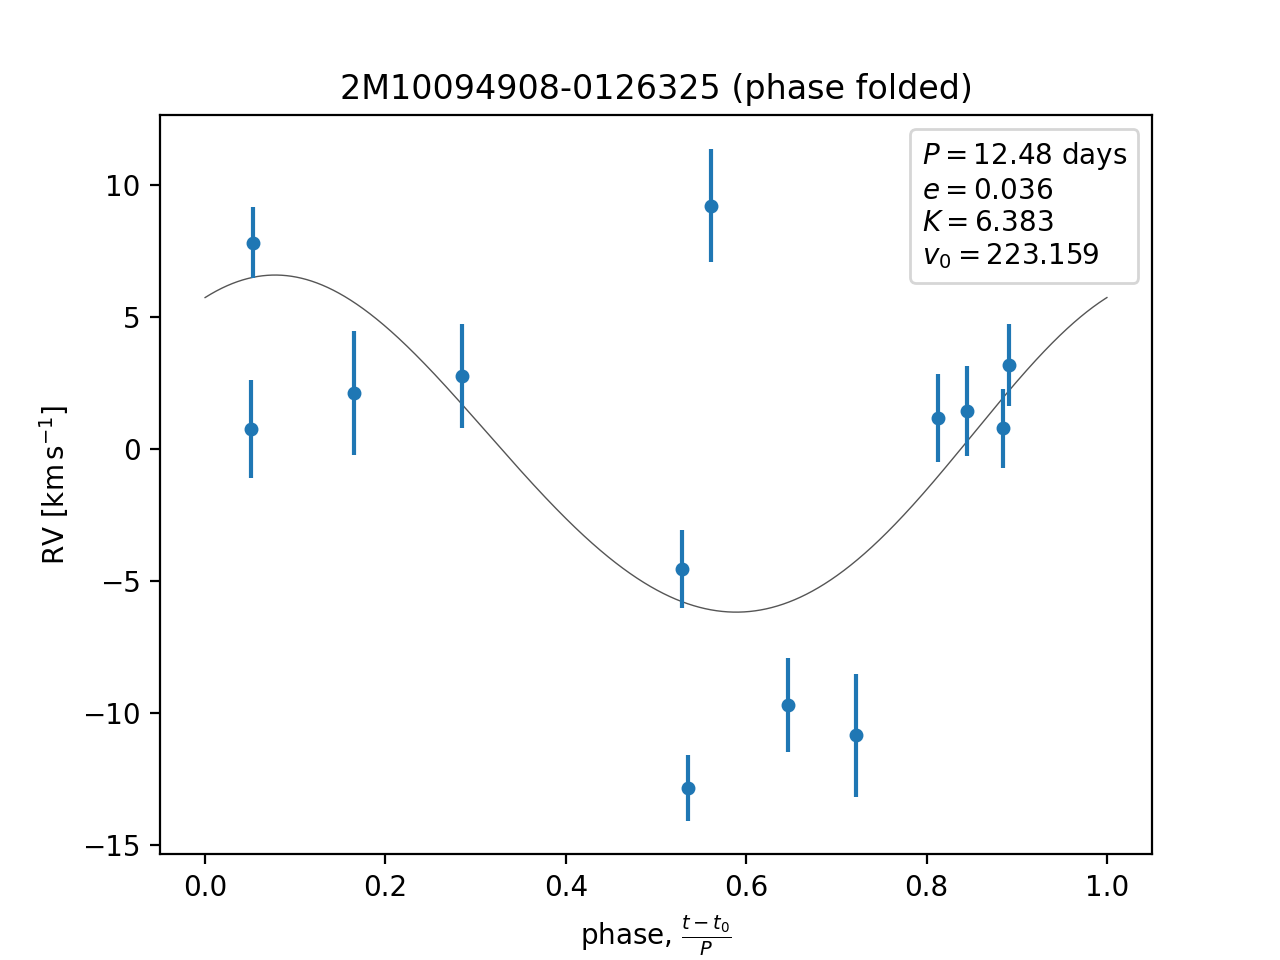 2M10094908-0126325 (phase folded)
P = 12.48 days
e = 0.036
K = 6.383
v₀ = 223.159
RV [km s⁻¹]
10
5
0
−5
−10
−15
0.0 0.2 0.4 0.6 0.8 1.0
phase, (t − t₀)/P